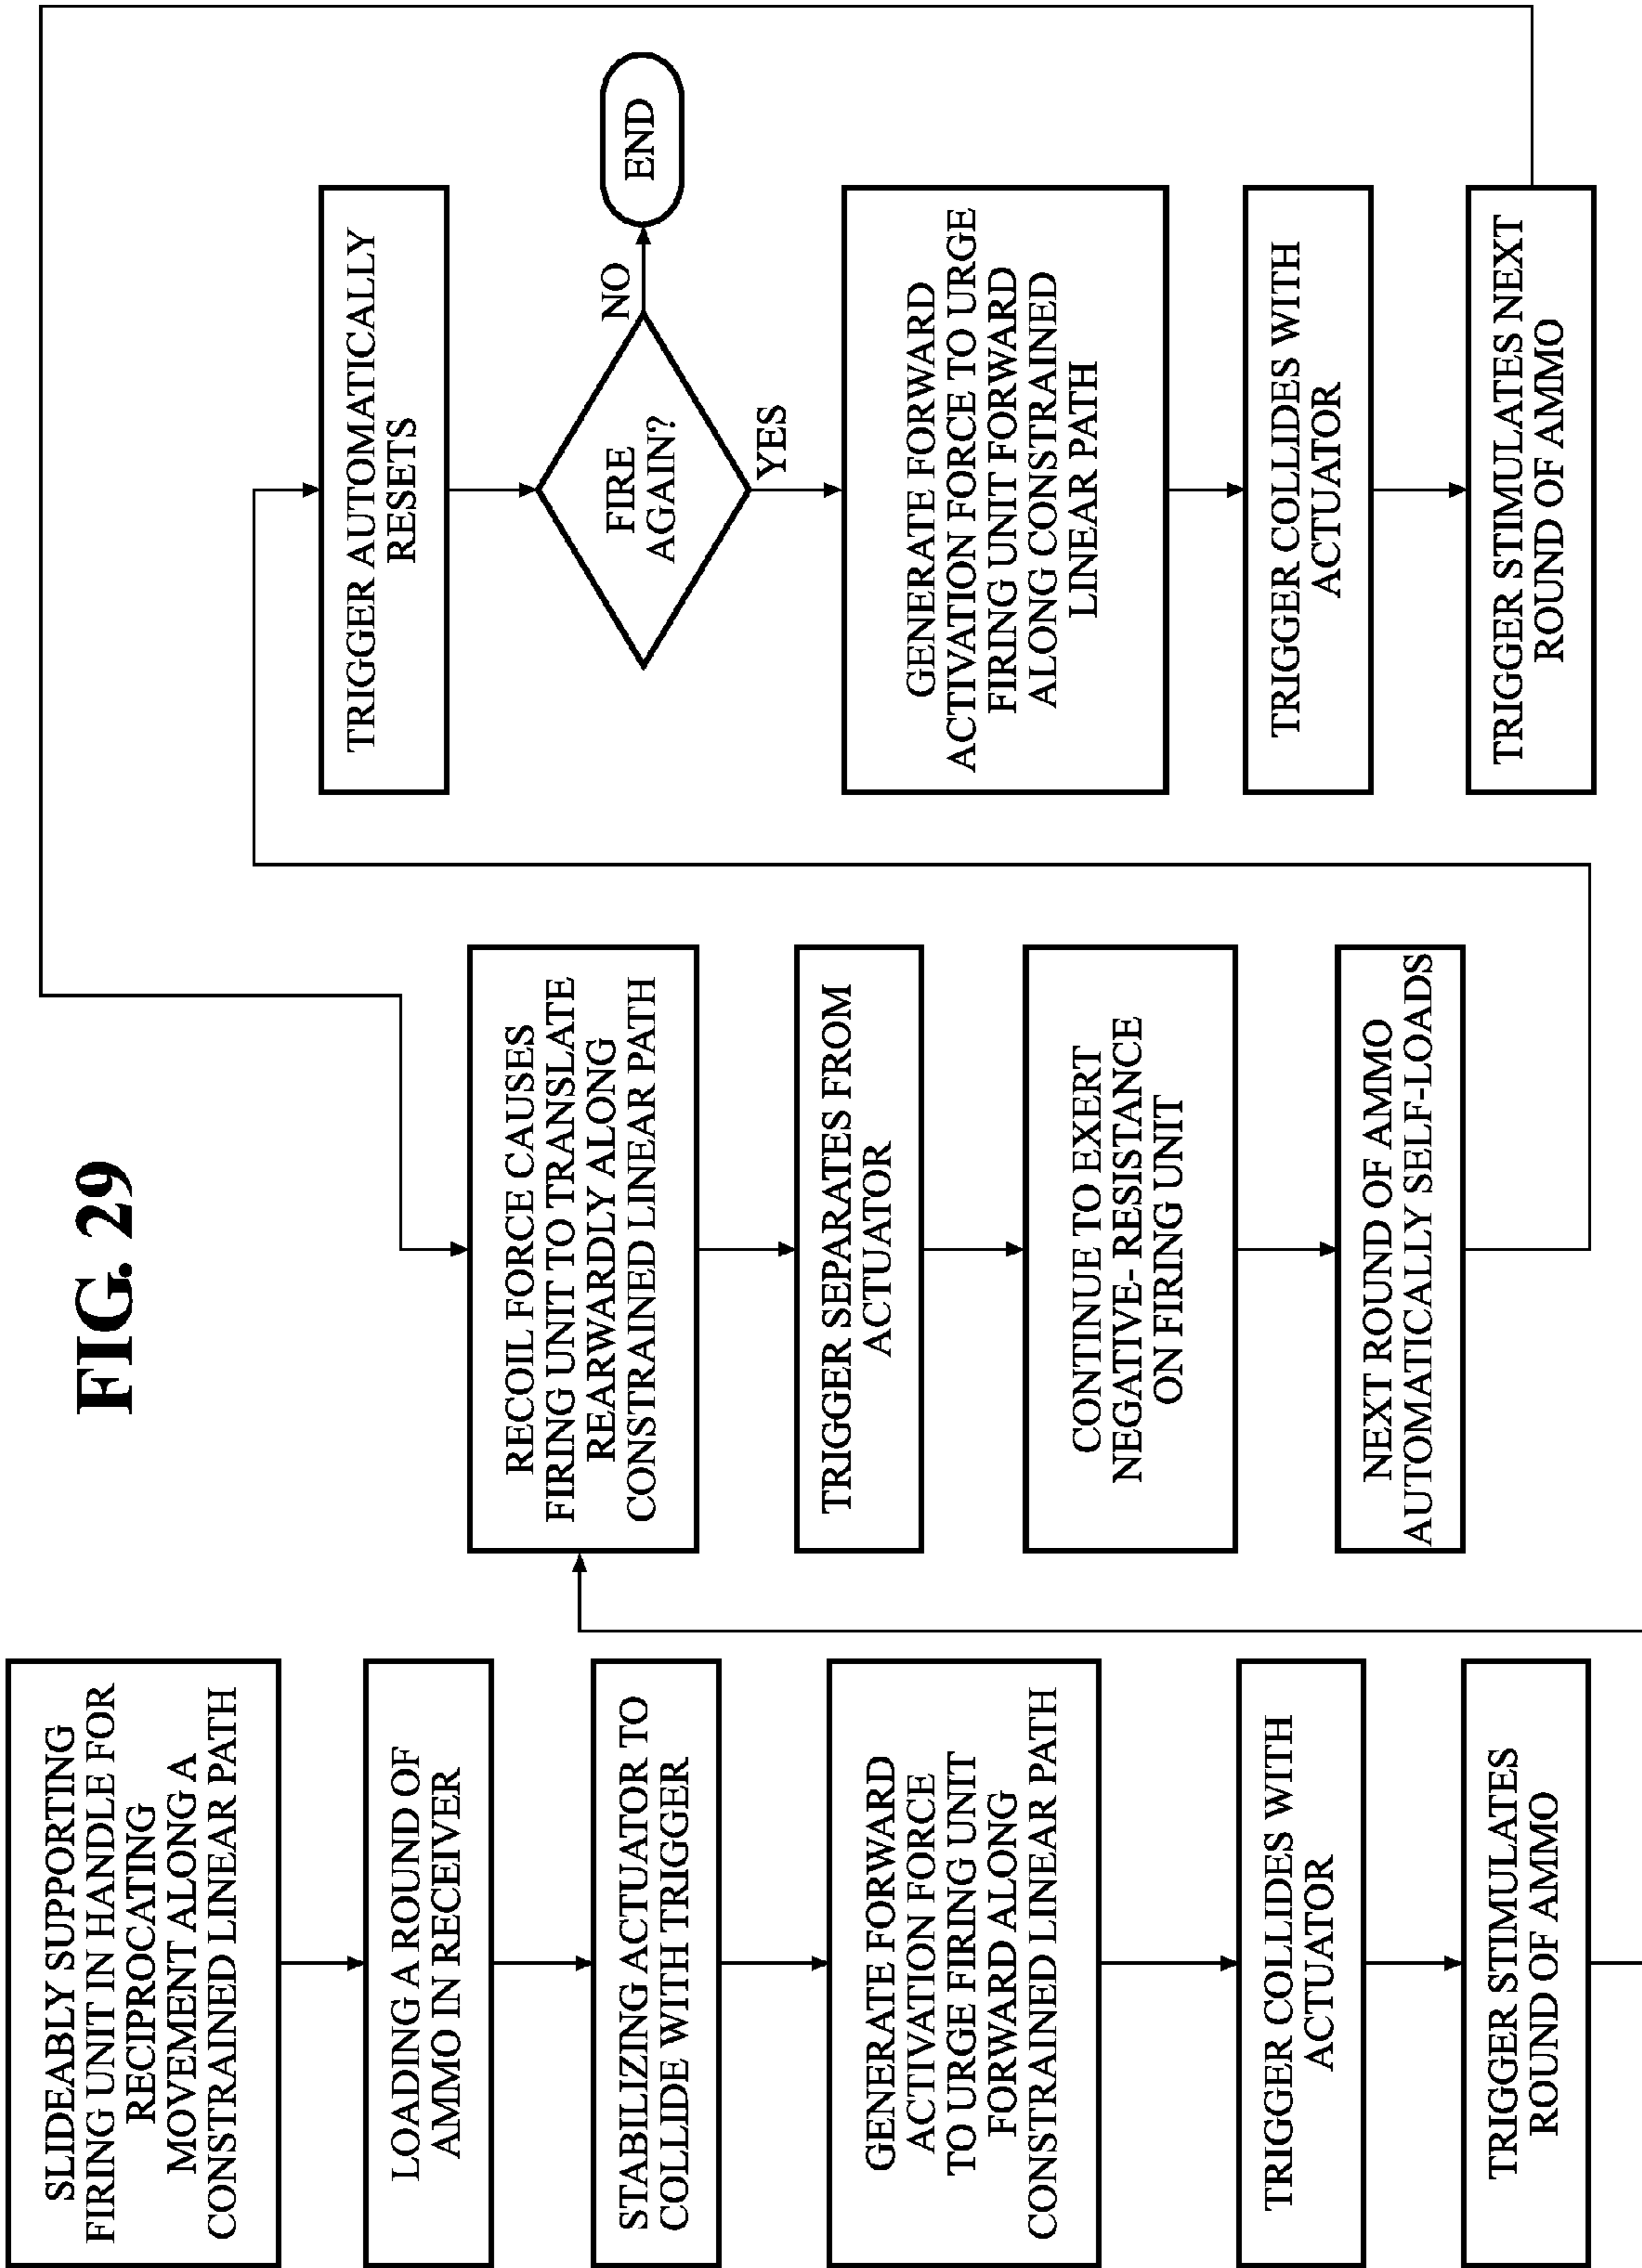 FIG. 29
SLIDEABLY SUPPORTING
FIRING UNIT IN HANDLE FOR
RECIPROCATING
MOVEMENT ALONG A
CONSTRAINED LINEAR PATH
LOADING A ROUND OF
AMMO IN RECEIVER
STABILIZING ACTUATOR TO
COLLIDE WITH TRIGGER
GENERATE FORWARD
ACTIVATION FORCE
TO URGE FIRING UNIT
FORWARD ALONG
CONSTRAINED LINEAR PATH
TRIGGER COLLIDES WITH
ACTUATOR
TRIGGER STIMULATES
ROUND OF AMMO
RECOIL FORCE CAUSES
FIRING UNIT TO TRANSLATE
REARWARDLY ALONG
CONSTRAINED LINEAR PATH
TRIGGER SEPARATES FROM
ACTUATOR
CONTINUE TO EXERT
NEGATIVE- RESISTANCE
ON FIRING UNIT
NEXT ROUND OF AMMO
AUTOMATICALLY SELF-LOADS
TRIGGER AUTOMATICALLY
RESETS
FIRE
AGAIN?
NO
END
YES
GENERATE FORWARD
ACTIVATION FORCE TO URGE
FIRING UNIT FORWARD
ALONG CONSTRAINED
LINEAR PATH
TRIGGER COLLIDES WITH
ACTUATOR
TRIGGER STIMULATES NEXT
ROUND OF AMMO